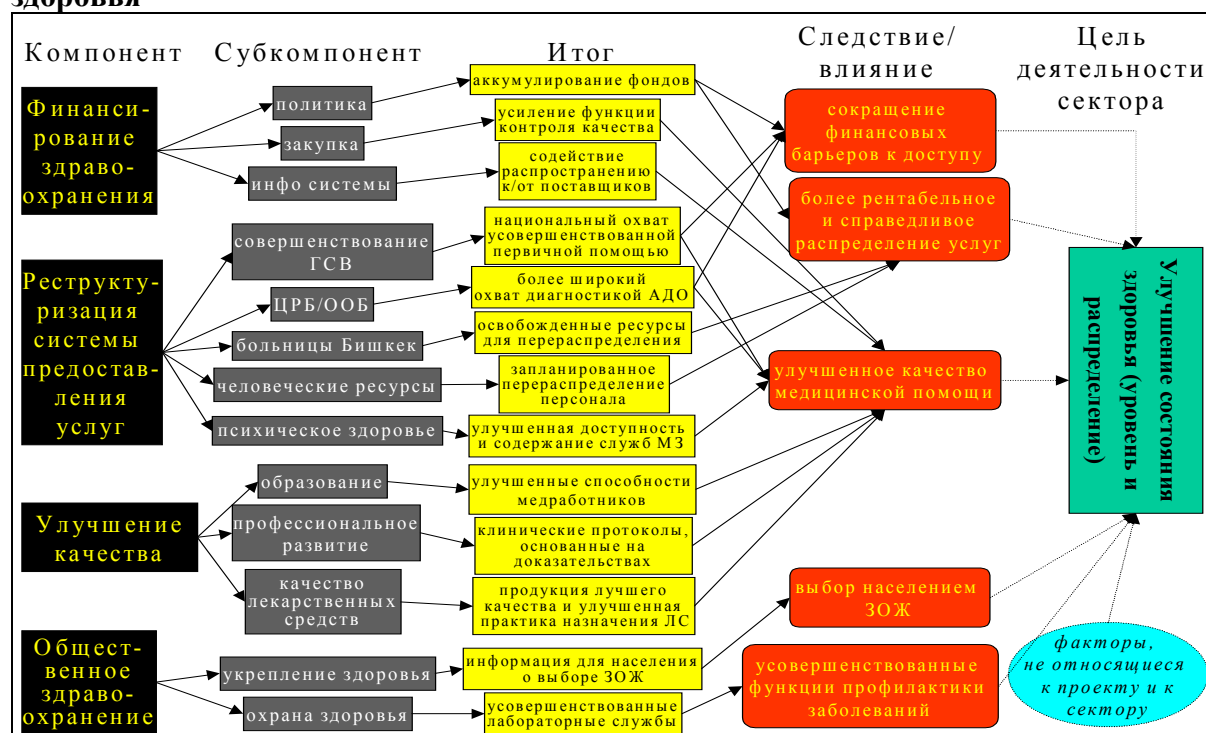 здоровья
Компонент
Субкомпонент
Итог
Следствие/
влияние
Цель
деятельности
сектора
Финанси-
рование
здраво-
охранения
политика
закупка
инфо системы
аккумулирование фондов
усиление функции
контроля качества
содействие
распространению
к/от поставщиков
сокращение
финансовых
барьеров к доступу
более рентабельное
и справедливое
распределение услуг
Реструкту-
ризация
системы
предостав-
ления
услуг
совершенствование
ГСВ
ЦРБ/ООБ
больницы Бишкек
человеческие ресурсы
психическое здоровье
национальный охват
усовершенствованной
первичной помощью
более широкий
охват диагностикой АДО
освобожденные ресурсы
для перераспределения
запланированное
перераспределение
персонала
улучшенная доступность
и содержание служб МЗ
улучшенное качество
медицинской помощи
Улучшение состояния
здоровья (уровень и
распределение)
Улучшение
качества
образование
профессиональное
развитие
качество
лекарственных
средств
улучшенные способности
медработников
клинические протоколы,
основанные на
доказательствах
продукция лучшего
качества и улучшенная
практика назначения ЛС
выбор населением
ЗОЖ
Общест-
венное
здраво-
охранение
укрепление здоровья
охрана здоровья
информация для населения
о выборе ЗОЖ
усовершенствованные
лабораторные службы
усовершенствованные
функции профилактики
заболеваний
факторы,
не относящиеся
к проекту и к
сектору